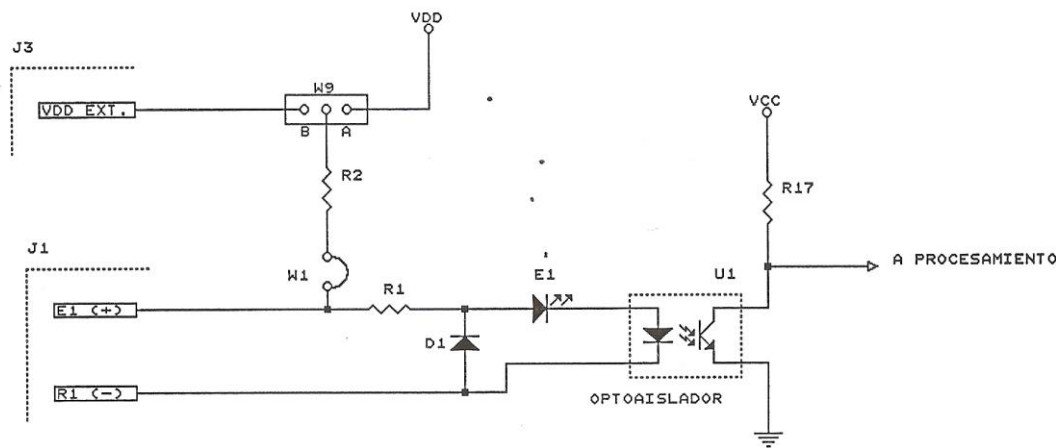 VDD
J3
W9
VDD EXT.
B A
VCC
R2
R17
J1
W1
A PROCESAMIENTO
E1
U1
R1
E1 (+)
D1
R1 (-)
OPTOAISLADOR